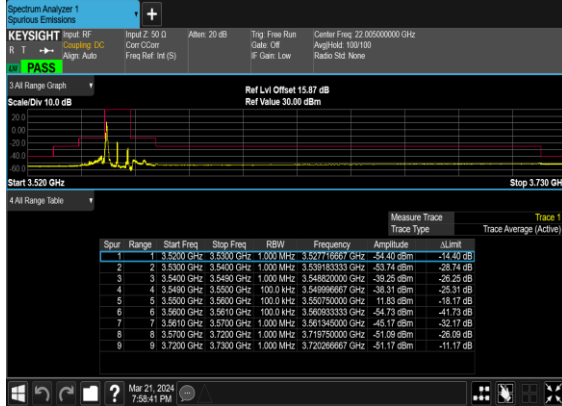 Spectrum Analyzer 1
Spurious Emissions
+
KEYSIGHT Input: RF Input Z: 50 Ω Atten: 20 dB Trig: Free Run Center Freq: 22.005000000 GHz
R T Coupling: DC Corr CCorr Gate: Off Avg|Hold: 100/100
Align: Auto Freq Ref: Int (S) IF Gain: Low Radio Std: None
PASS
3 All Range Graph Ref Lvl Offset 15.87 dB
Scale/Div 10.0 dB Ref Value 30.00 dBm
20.0
0.00
-20.0
-40.0
-60.0
Start 3.520 GHz Stop 3.730 GH
4 All Range Table
Measure Trace Trace 1
Trace Type Trace Average (Active)
Spur Range Start Freq Stop Freq RBW Frequency Amplitude ΔLimit
1 1 3.5200 GHz 3.5300 GHz 1.000 MHz 3.527716667 GHz -54.40 dBm -14.40 dB
2 2 3.5300 GHz 3.5400 GHz 1.000 MHz 3.539183333 GHz -53.74 dBm -28.74 dB
3 3 3.5400 GHz 3.5490 GHz 1.000 MHz 3.548820000 GHz -39.25 dBm -26.25 dB
4 4 3.5490 GHz 3.5500 GHz 100.0 kHz 3.549996667 GHz -38.31 dBm -25.31 dB
5 5 3.5500 GHz 3.5600 GHz 100.0 kHz 3.550750000 GHz 11.83 dBm -18.17 dB
6 6 3.5600 GHz 3.5610 GHz 100.0 kHz 3.560933333 GHz -54.73 dBm -41.73 dB
7 7 3.5610 GHz 3.5700 GHz 1.000 MHz 3.561345000 GHz -45.17 dBm -32.17 dB
8 8 3.5700 GHz 3.7200 GHz 1.000 MHz 3.719750000 GHz -51.09 dBm -26.09 dB
9 9 3.7200 GHz 3.7300 GHz 1.000 MHz 3.720266667 GHz -51.17 dBm -11.17 dB
? Mar 21, 2024
7:58:41 PM